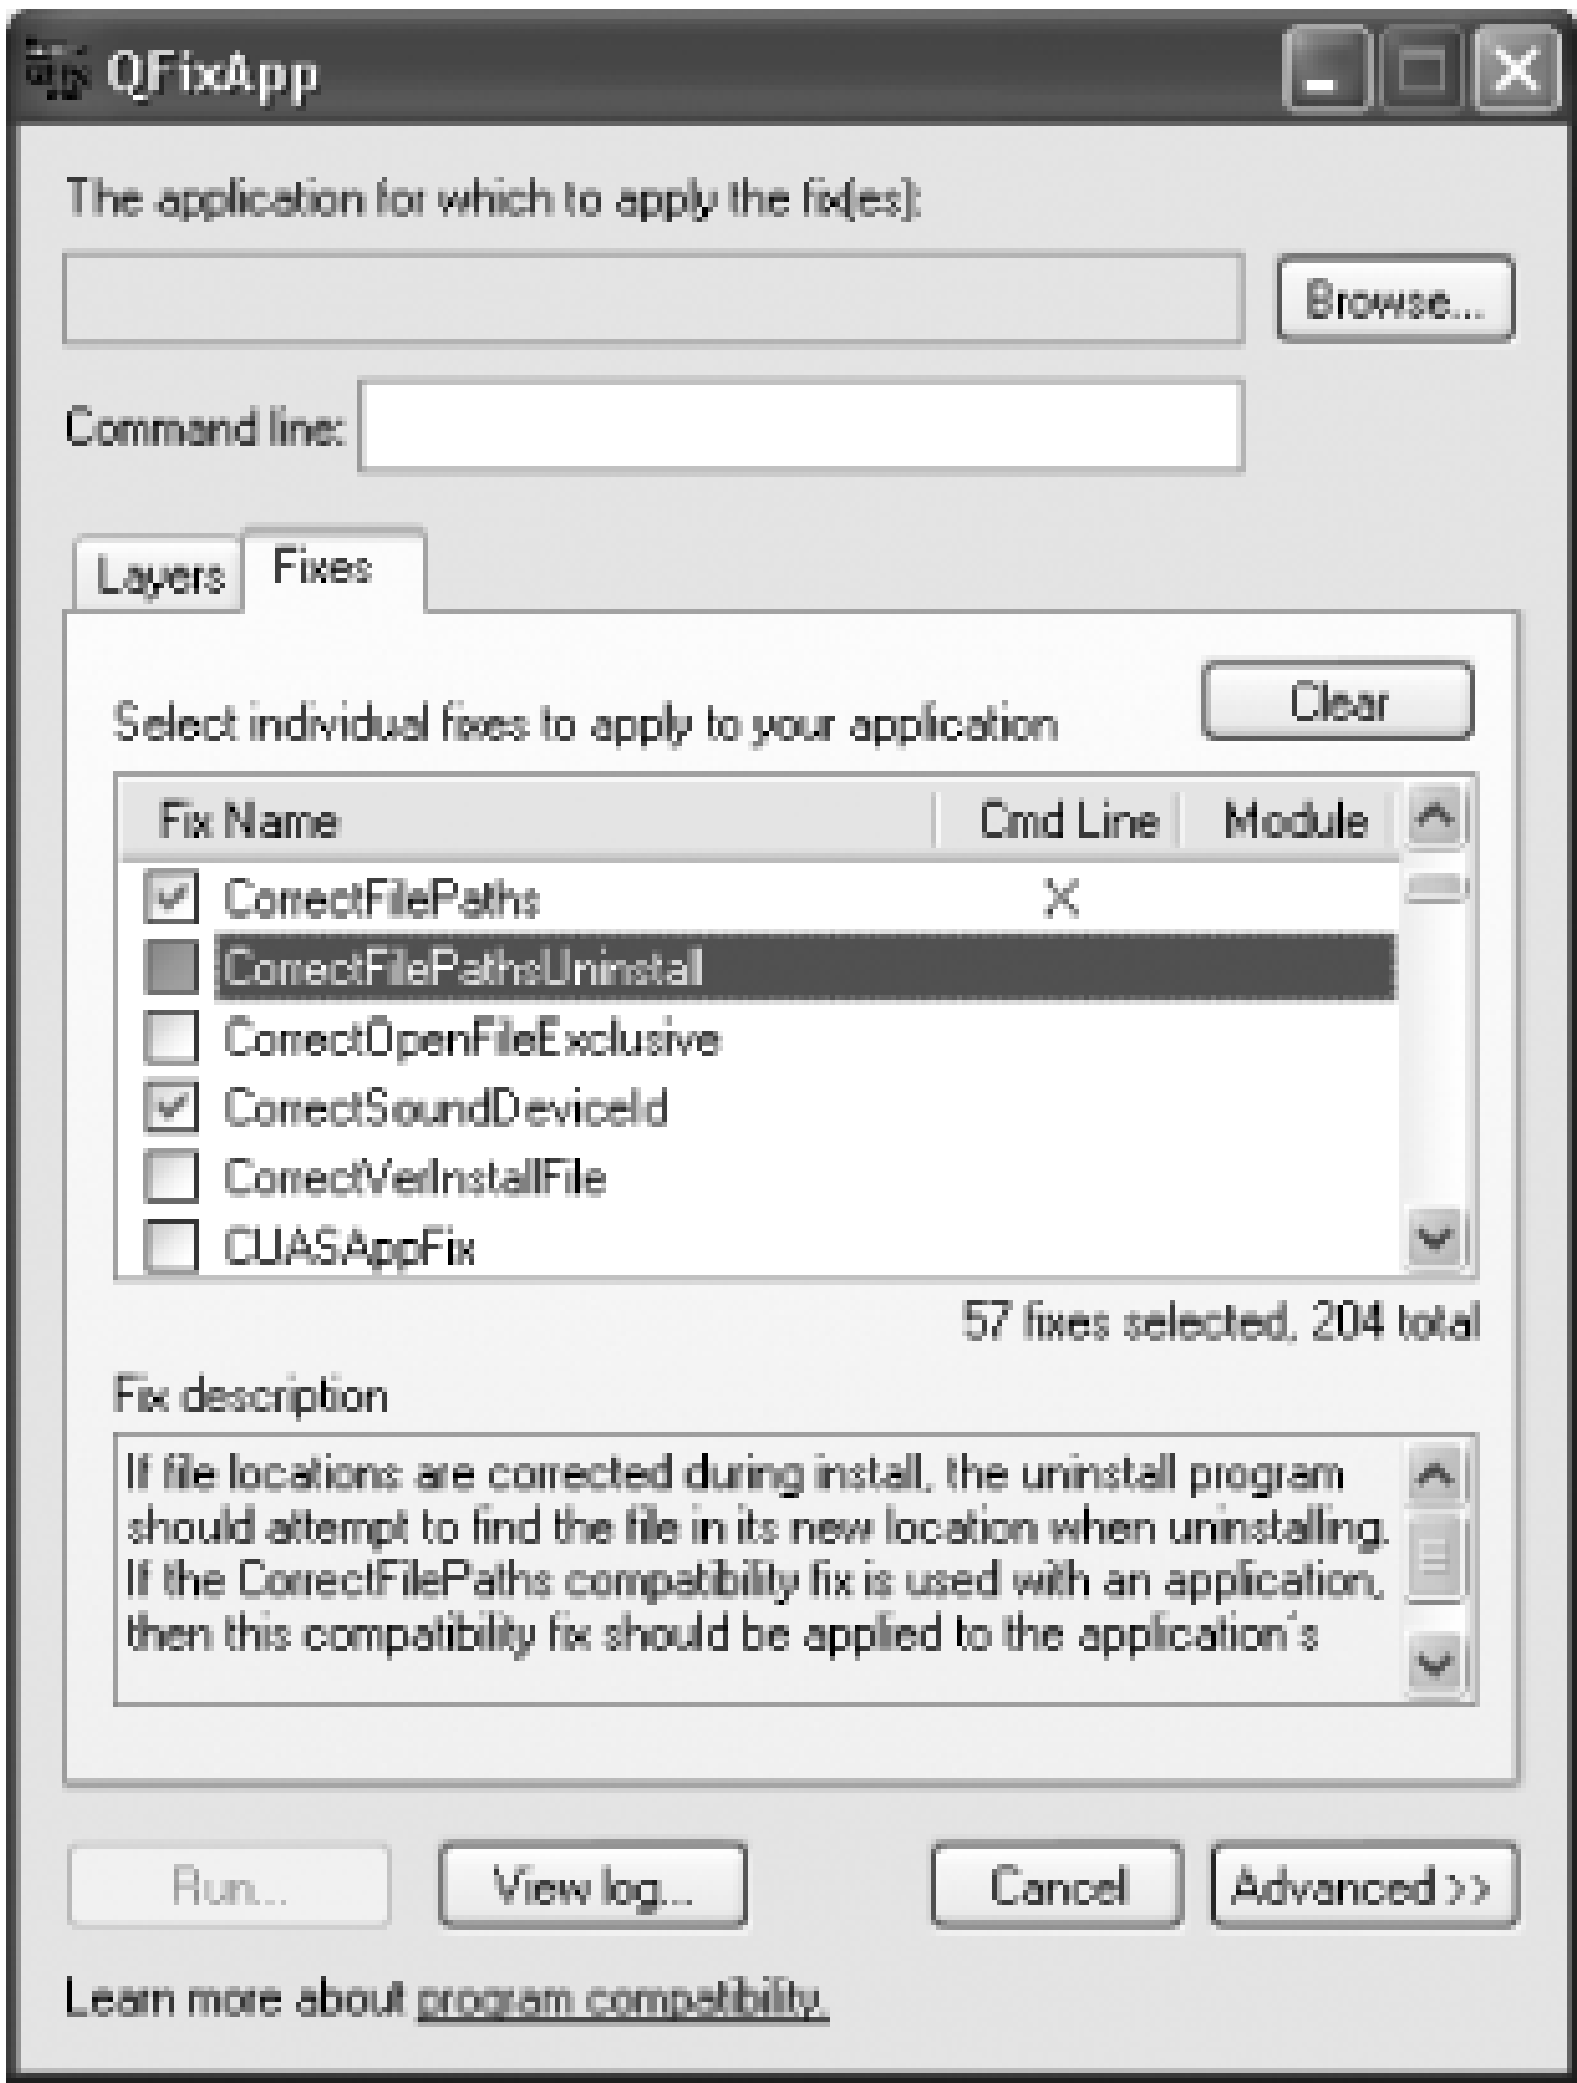 QFixApp
The application for which to apply the fix(es):
Browse...
Command line:
Layers Fixes
Clear
Select individual fixes to apply to your application
Fix Name Cmd Line Module
CorrectFilePaths X
CorrectFilePathsUninstall
CorrectOpenFileExclusive
CorrectSoundDeviceId
CorrectVerInstallFile
CUASAppFix
57 fixes selected, 204 total
Fix description
If file locations are corrected during install, the uninstall program
should attempt to find the file in its new location when uninstalling.
If the CorrectFilePaths compatibility fix is used with an application,
then this compatibility fix should be applied to the application's
Run... View log... Cancel Advanced >>
Learn more about program compatibility.